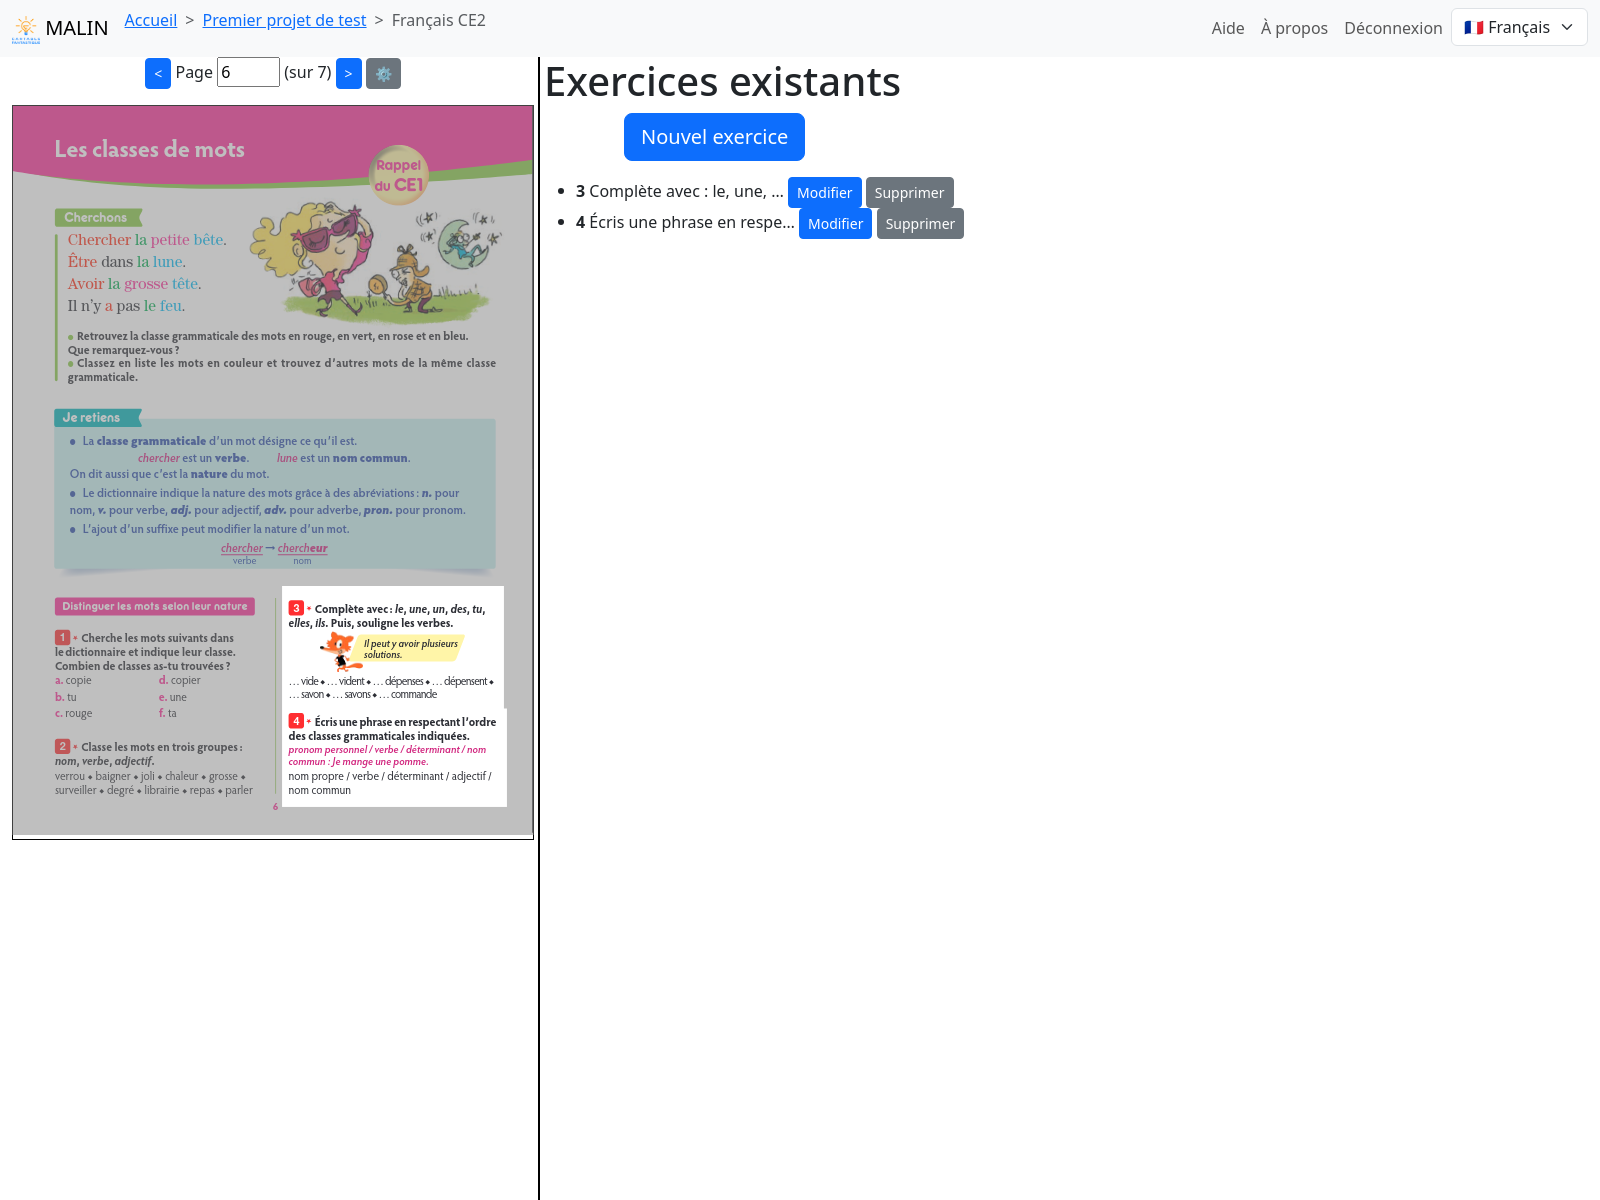 MALIN
Accueil > Premier projet de test > Français CE2
Aide À propos Déconnexion 🇫🇷 Français
< Page 6 (sur 7) > ⚙️
Les classes de mots
Rappel
du CE1
Cherchons
Chercher la petite bête.
Être dans la lune.
Avoir la grosse tête.
Il n'y a pas le feu.
● Retrouvez la classe grammaticale des mots en rouge, en vert, en rose et en bleu.
Que remarquez-vous ?
● Classez en liste les mots en couleur et trouvez d'autres mots de la même classe
grammaticale.
Je retiens
● La classe grammaticale d'un mot désigne ce qu'il est.
chercher est un verbe. lune est un nom commun.
On dit aussi que c'est la nature du mot.
● Le dictionnaire indique la nature des mots grâce à des abréviations : n. pour
nom, v. pour verbe, adj. pour adjectif, adv. pour adverbe, pron. pour pronom.
● L'ajout d'un suffixe peut modifier la nature d'un mot.
chercher → chercheur
verbe nom
Distinguer les mots selon leur nature
1 * Cherche les mots suivants dans
le dictionnaire et indique leur classe.
Combien de classes as-tu trouvées ?
a. copie d. copier
b. tu e. une
c. rouge f. ta
2 * Classe les mots en trois groupes :
nom, verbe, adjectif.
verrou ◆ baigner ◆ joli ◆ chaleur ◆ grosse ◆
surveiller ◆ degré ◆ librairie ◆ repas ◆ parler
3 * Complète avec : le, une, un, des, tu,
elles, ils. Puis, souligne les verbes.
Il peut y avoir plusieurs
solutions.
… vide ◆ … vident ◆ … dépenses ◆ … dépensent ◆
… savon ◆ … savons ◆ … commande
4 * Écris une phrase en respectant l'ordre
des classes grammaticales indiquées.
pronom personnel / verbe / déterminant / nom
commun : Je mange une pomme.
nom propre / verbe / déterminant / adjectif /
nom commun
6
Exercices existants
Nouvel exercice
3 Complète avec : le, une, … Modifier Supprimer
4 Écris une phrase en respe… Modifier Supprimer